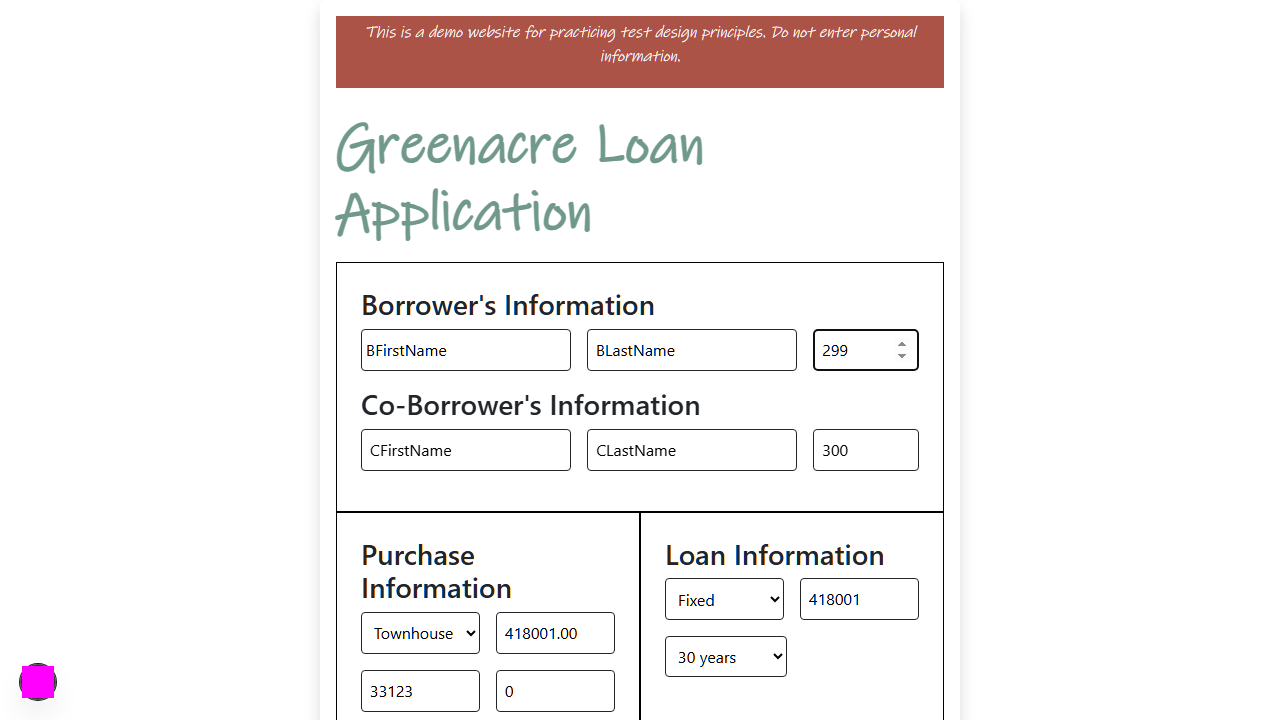 This is a demo website for practicing test design principles. Do not enter personal
information.
Greenacre Loan
Application
Borrower's Information
BFirstName BLastName 299
Co-Borrower's Information
CFirstName CLastName 300
Purchase
Information
Townhouse 418001.00
33123 0
Loan Information
Fixed 418001
30 years